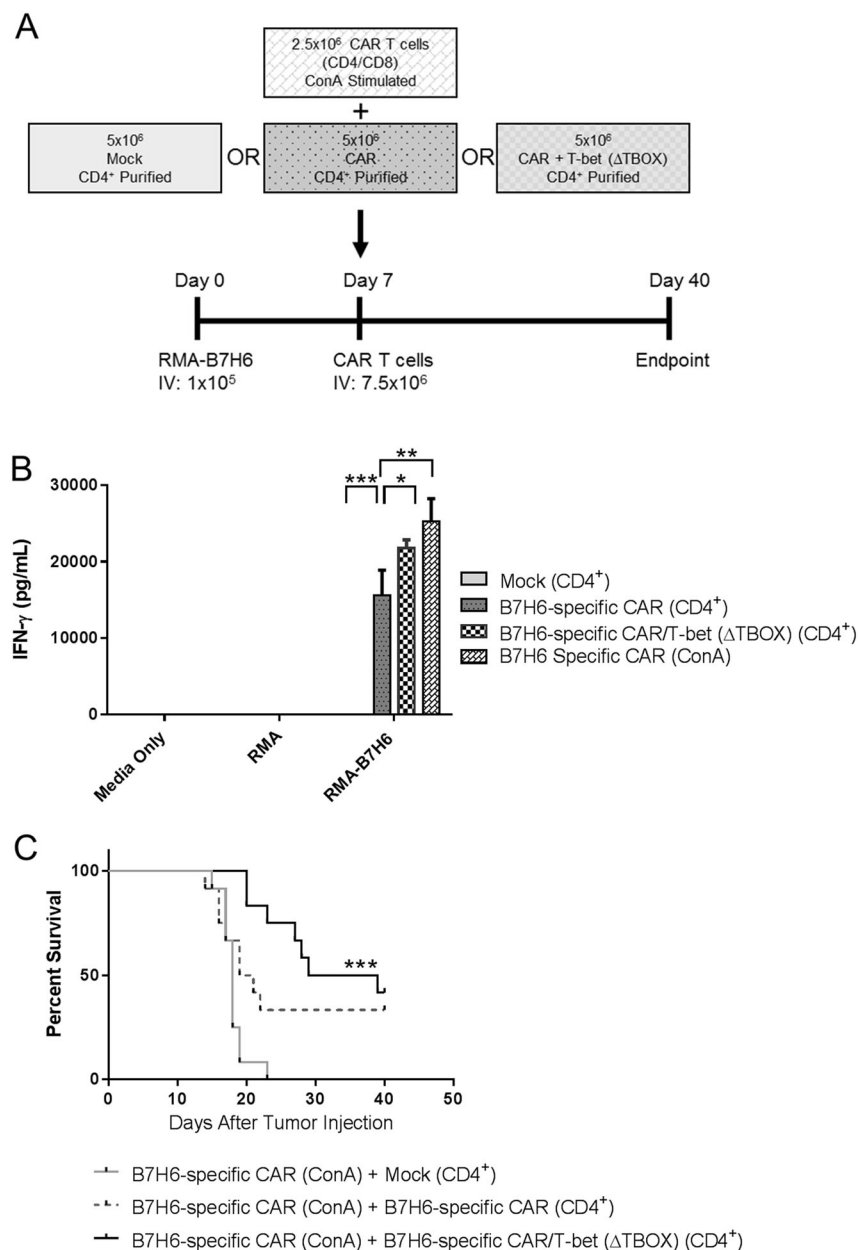 A
2.5x10⁶ CAR T cells
(CD4/CD8)
ConA Stimulated
+
5x10⁶
Mock
CD4⁺ Purified
OR
5x10⁶
CAR
CD4⁺ Purified
OR
5x10⁶
CAR + T-bet (ΔTBOX)
CD4⁺ Purified
Day 0
Day 7
Day 40
RMA-B7H6
IV: 1x10⁵
CAR T cells
IV: 7.5x10⁶
Endpoint
B
IFN-γ (pg/mL)
30000
20000
10000
0
**
***
*
Media Only
RMA
RMA-B7H6
Mock (CD4⁺)
B7H6-specific CAR (CD4⁺)
B7H6-specific CAR/T-bet (ΔTBOX) (CD4⁺)
B7H6 Specific CAR (ConA)
C
Percent Survival
100
50
0
***
0 10 20 30 40 50
Days After Tumor Injection
B7H6-specific CAR (ConA) + Mock (CD4⁺)
B7H6-specific CAR (ConA) + B7H6-specific CAR (CD4⁺)
B7H6-specific CAR (ConA) + B7H6-specific CAR/T-bet (ΔTBOX) (CD4⁺)